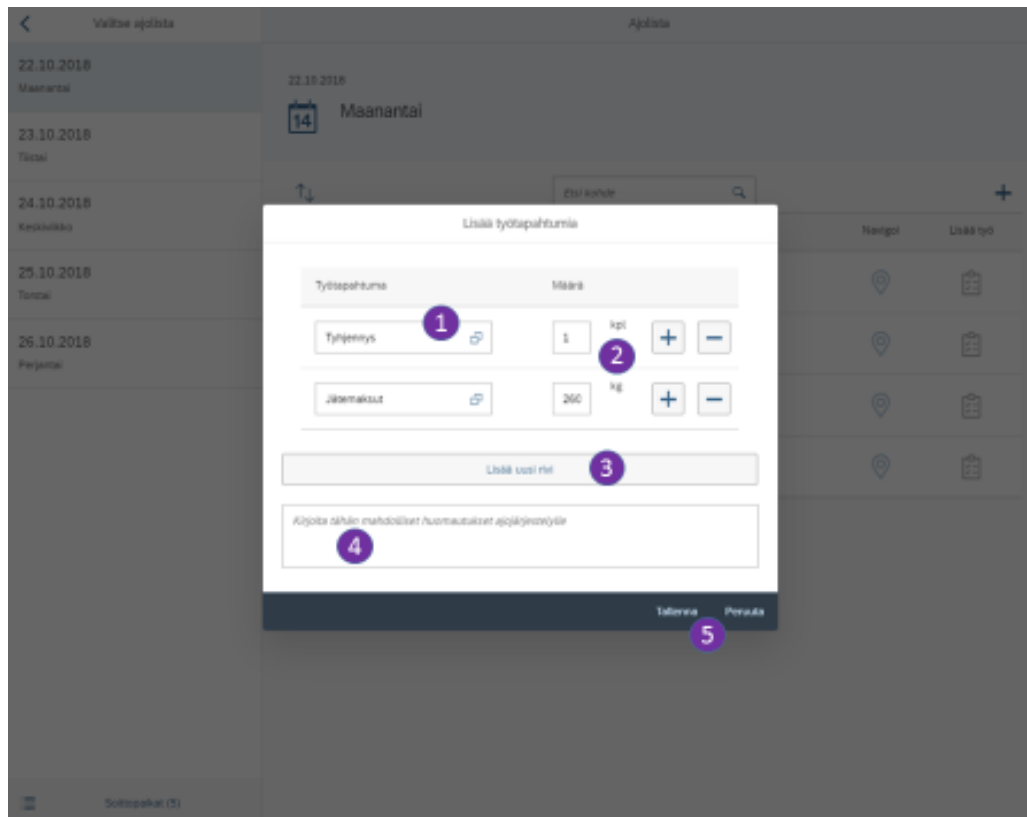 Valitse ajolista
Ajolista
22.10.2018
Maanantai
23.10.2018
Tiistai
24.10.2018
Keskiviikko
25.10.2018
Torstai
26.10.2018
Perjantai
22.10.2018
14
Maanantai
Etsi kohde
Navigoi
Lisää työ
Lisää työtapahtumia
Työtapahtuma
Määrä
1
Tyhjennys
1
kpl
2
Jätemaksut
260
kg
Lisää uusi rivi
3
Kirjoita tähän mahdolliset huomautukset ajojärjestelylle
4
Tallenna
Peruuta
5
Soittopaikat (5)